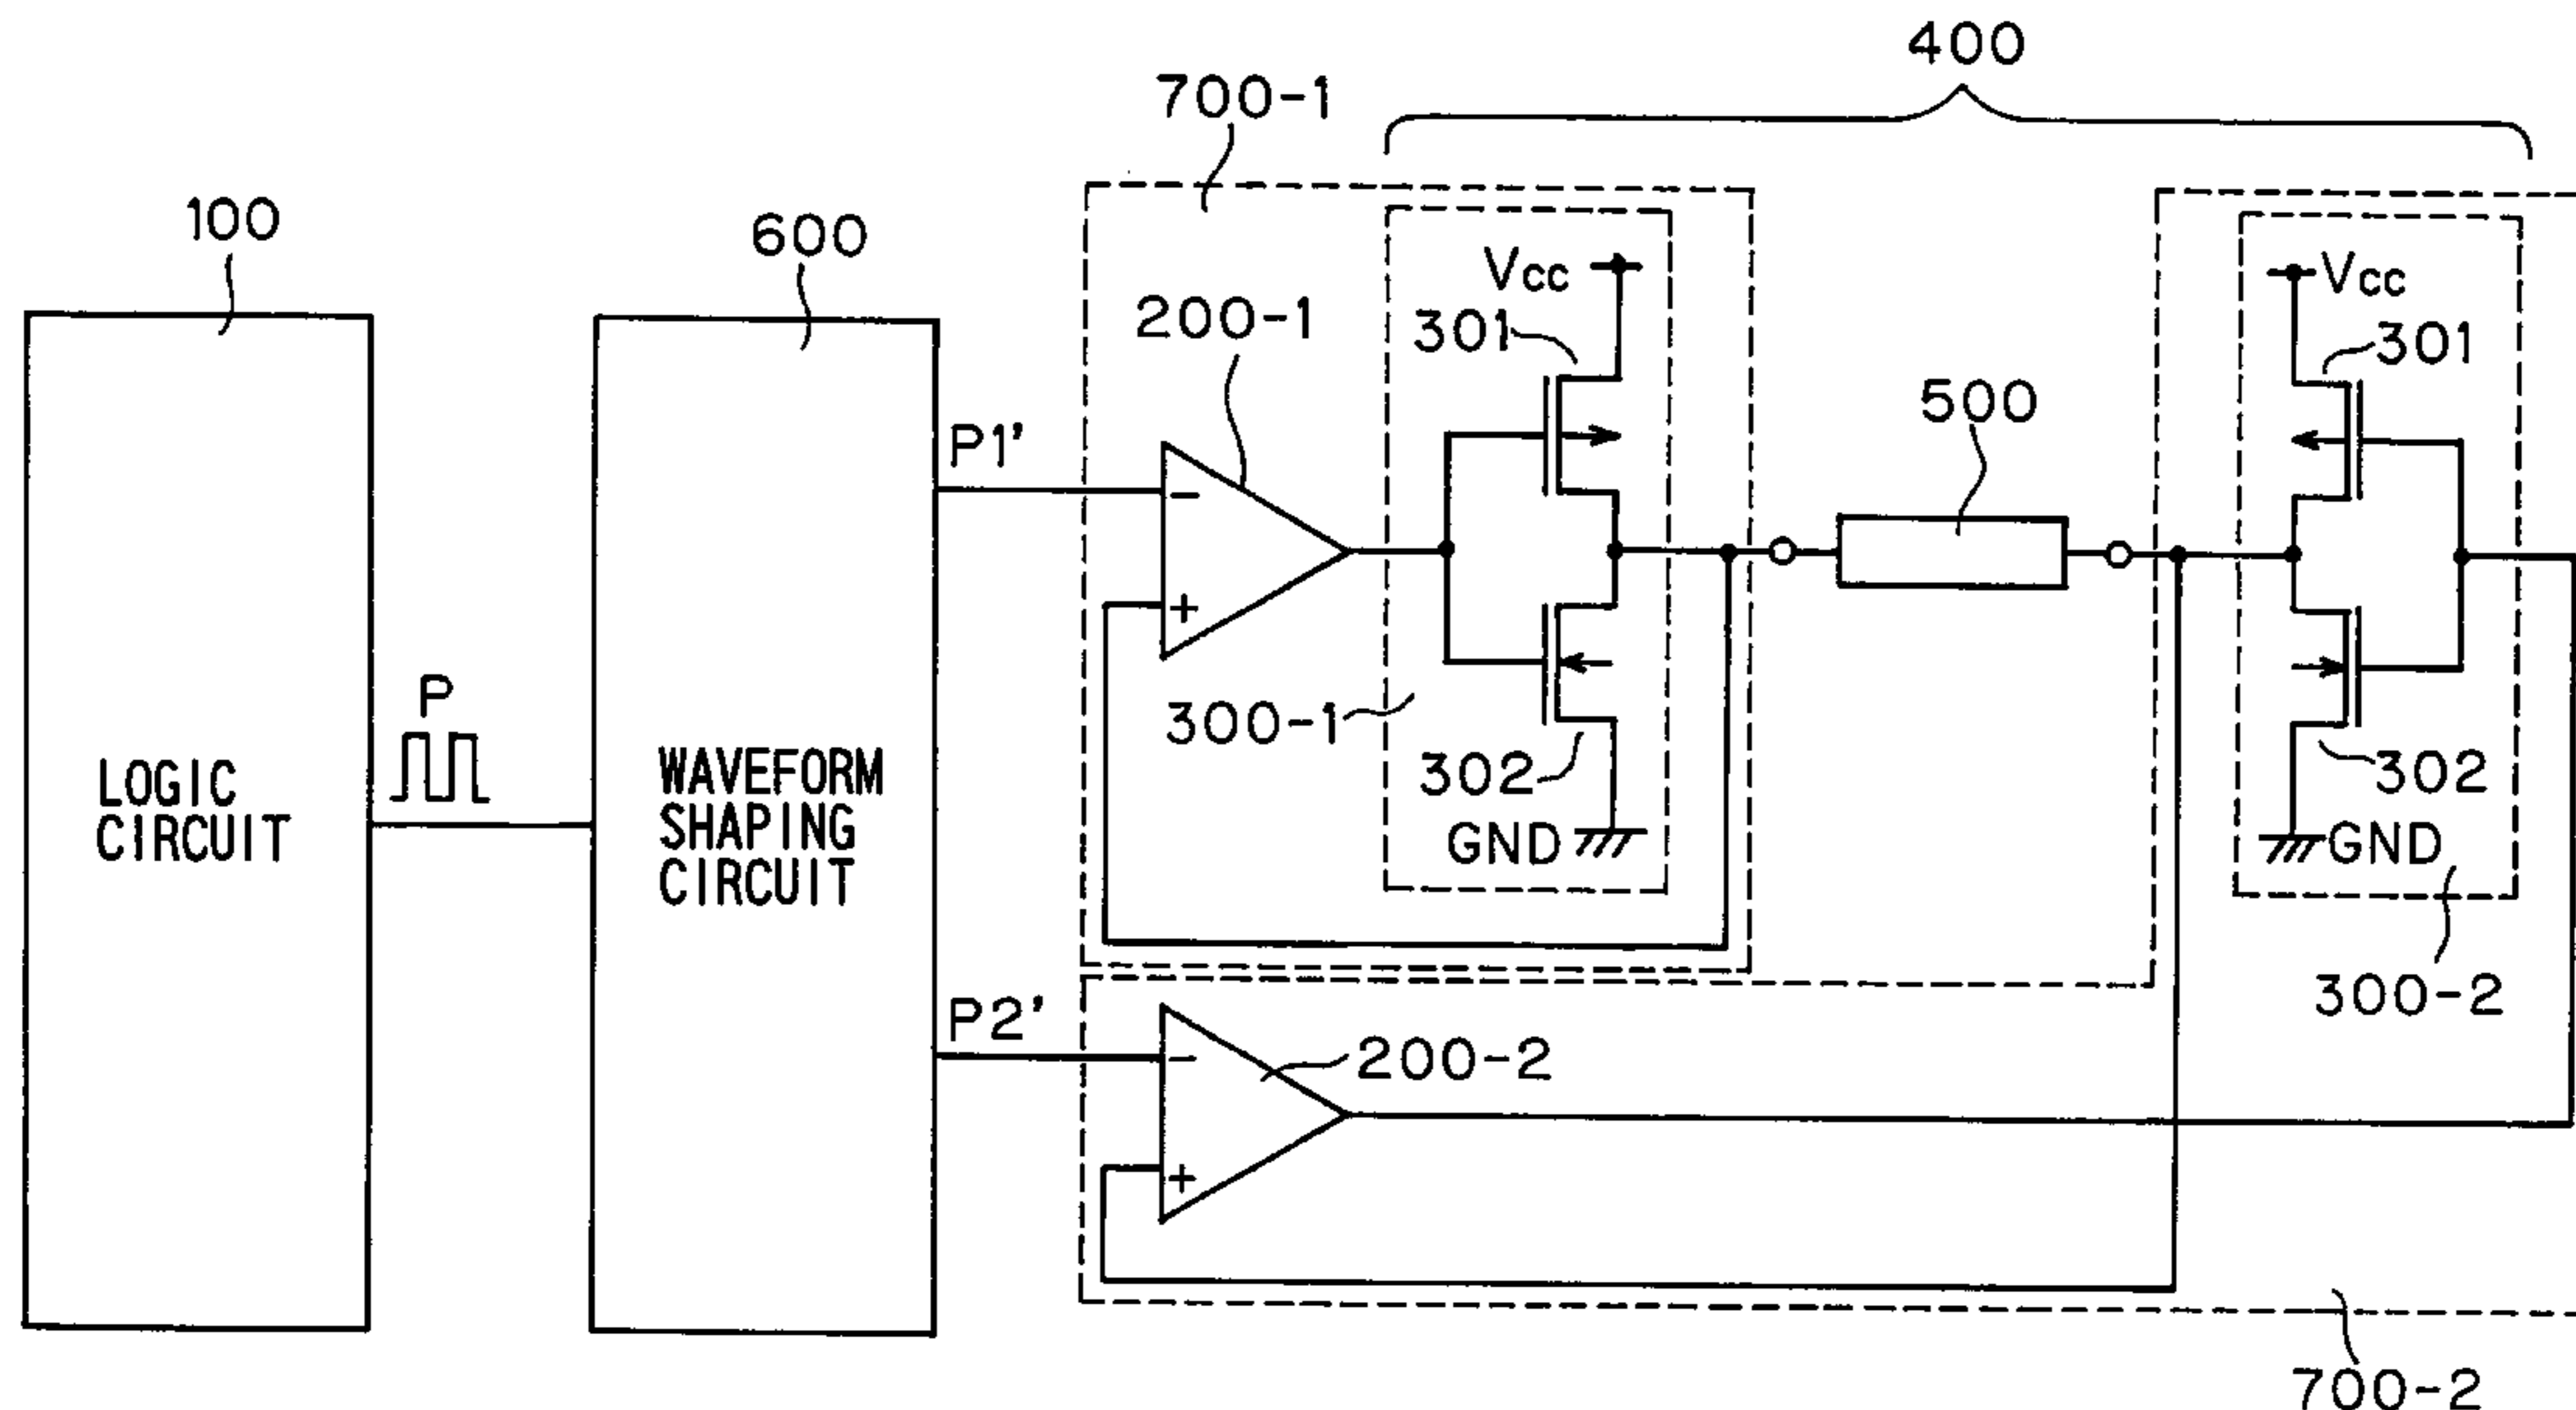 400
700-1
100
600
Vcc
Vcc
200-1
301
301
500
P1'
-
+
P
300-1
302
302
LOGIC
CIRCUIT
WAVEFORM
SHAPING
CIRCUIT
GND
GND
300-2
P2'
-
200-2
+
700-2